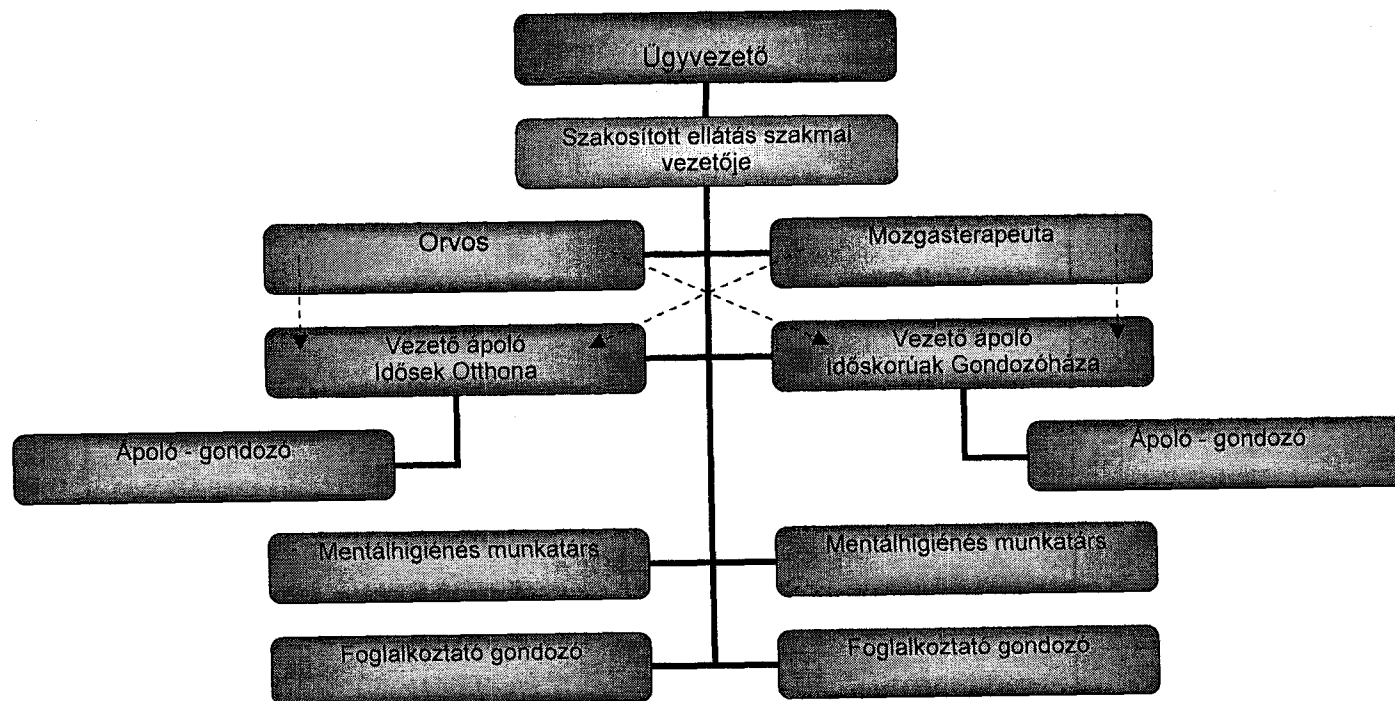 Ügyvezető
Szakosított ellátás szakmai
vezetője
Orvos
Mozgásterapeuta
Vezető ápoló
Idősek Otthona
Vezető ápoló
Időskorúak Gondozóháza
Ápoló - gondozó
Ápoló - gondozó
Mentálhigiénés munkatárs
Mentálhigiénés munkatárs
Foglalkoztató gondozó
Foglalkoztató gondozó